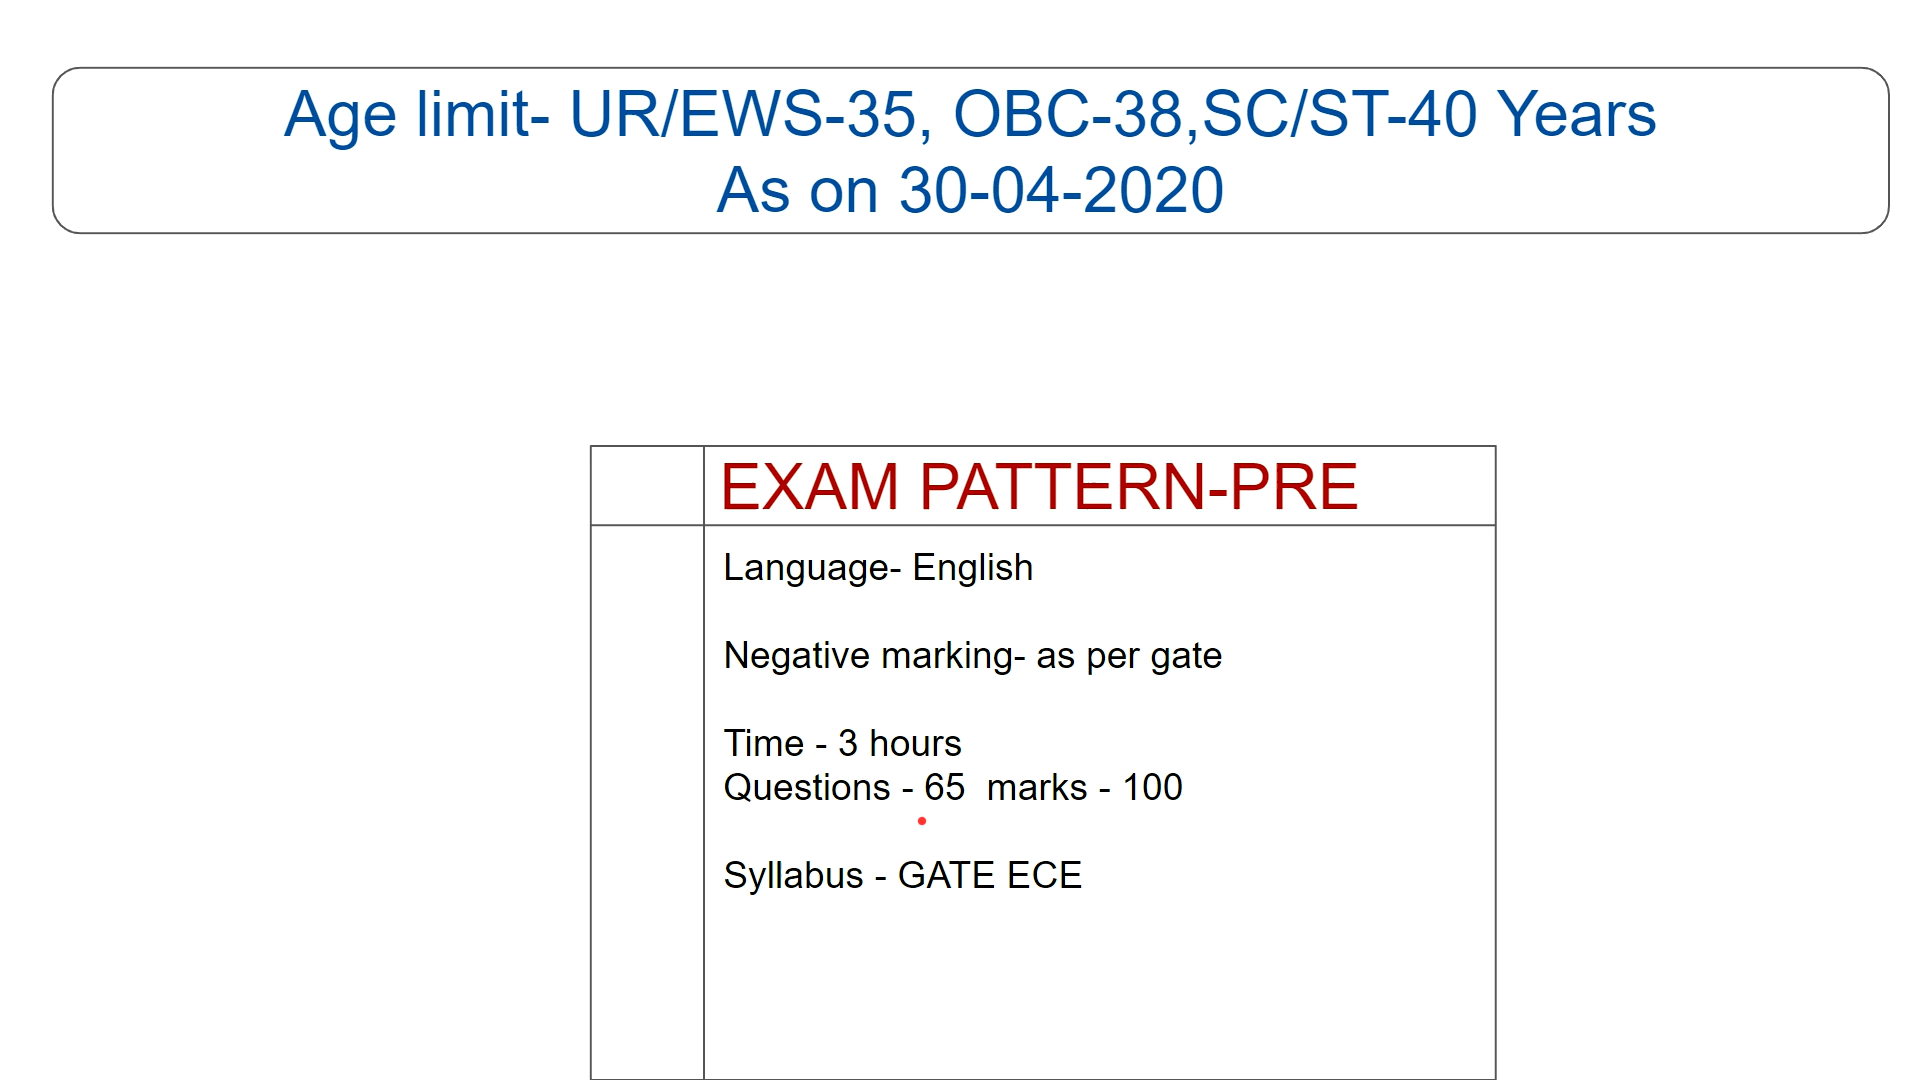 Age limit- UR/EWS-35, OBC-38,SC/ST-40 Years
As on 30-04-2020
EXAM PATTERN-PRE
Language- English
Negative marking- as per gate
Time - 3 hours
Questions - 65  marks - 100
Syllabus - GATE ECE